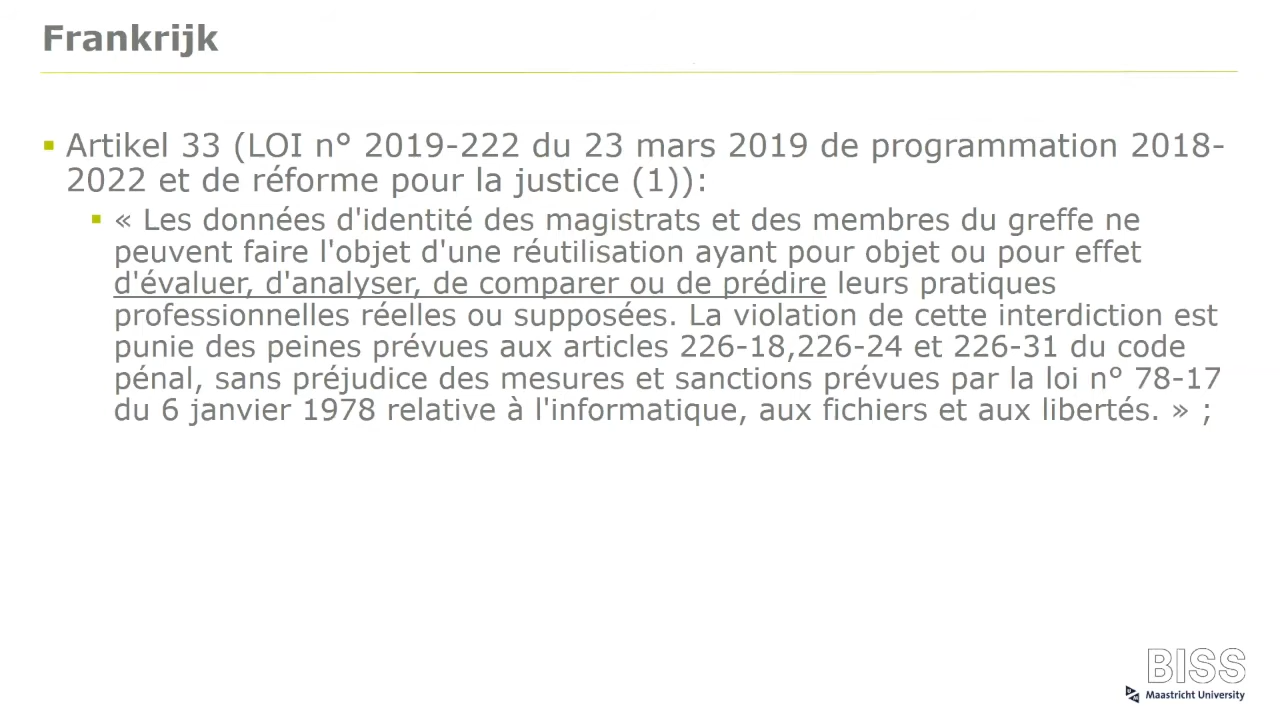 Frankrijk
Artikel 33 (LOI n° 2019-222 du 23 mars 2019 de programmation 2018-
2022 et de réforme pour la justice (1)):
« Les données d'identité des magistrats et des membres du greffe ne
peuvent faire l'objet d'une réutilisation ayant pour objet ou pour effet
d'évaluer, d'analyser, de comparer ou de prédire leurs pratiques
professionnelles réelles ou supposées. La violation de cette interdiction est
punie des peines prévues aux articles 226-18,226-24 et 226-31 du code
pénal, sans préjudice des mesures et sanctions prévues par la loi n° 78-17
du 6 janvier 1978 relative à l'informatique, aux fichiers et aux libertés. » ;
BISS
Maastricht University